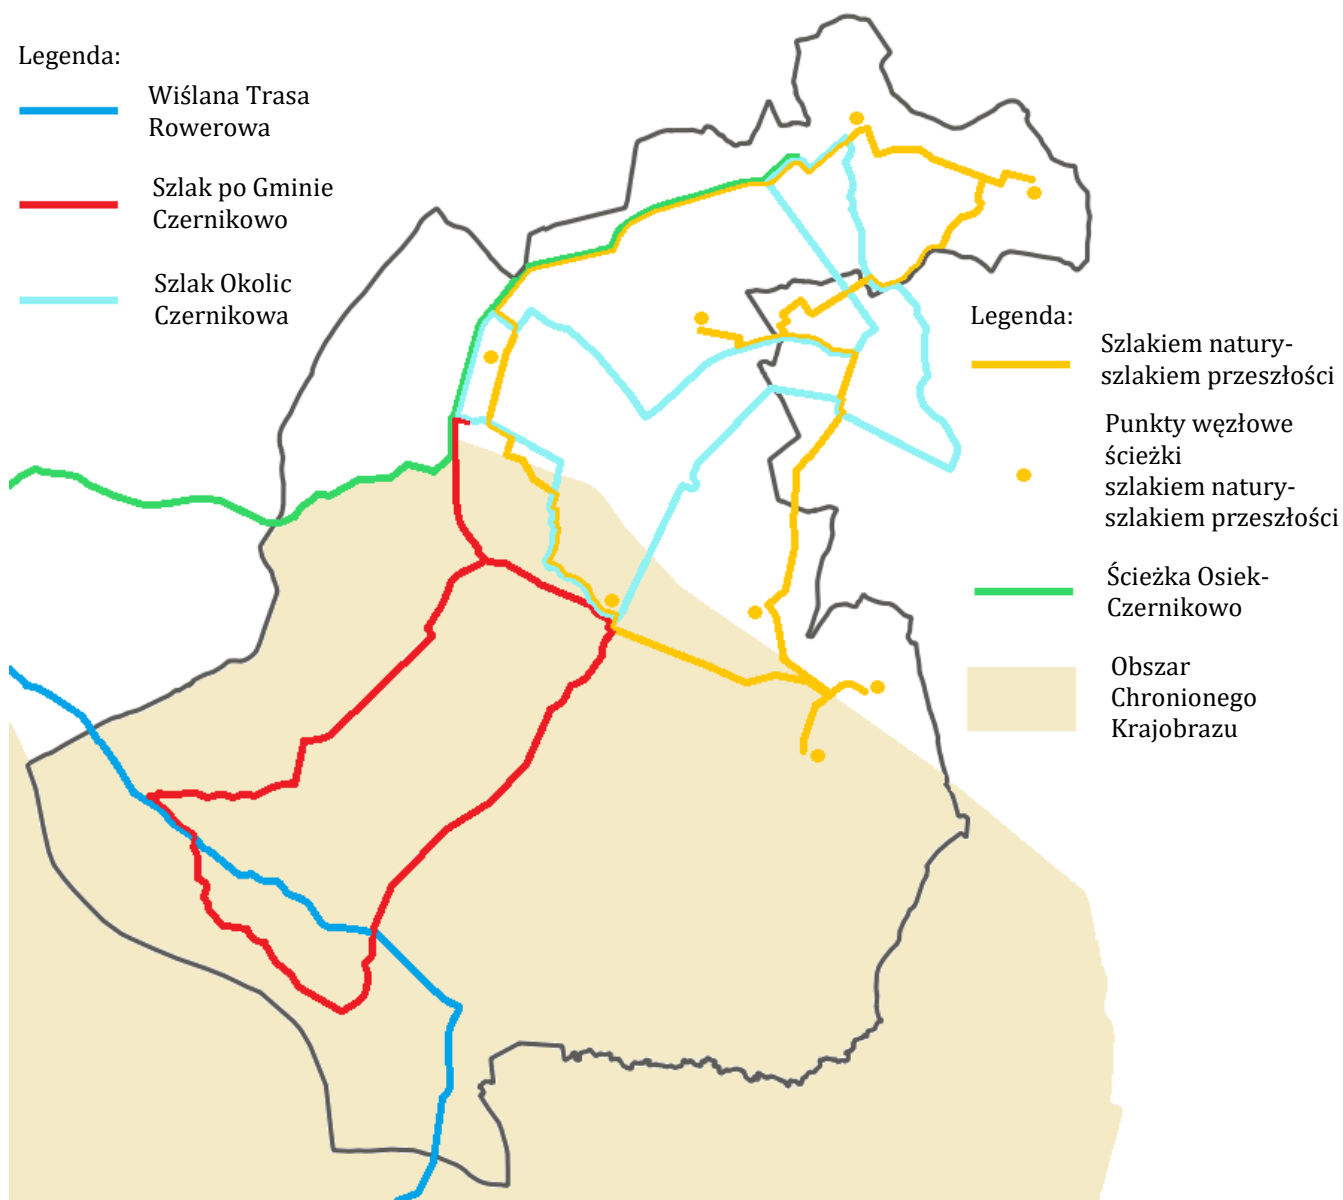 Legenda:
Wiślana Trasa
Rowerowa
Szlak po Gminie
Czernikowo
Szlak Okolic
Czernikowa
Legenda:
Szlakiem natury-
szlakiem przeszłości
Punkty węzłowe
ścieżki
szlakiem natury-
szlakiem przeszłości
Ścieżka Osiek-
Czernikowo
Obszar
Chronionego
Krajobrazu